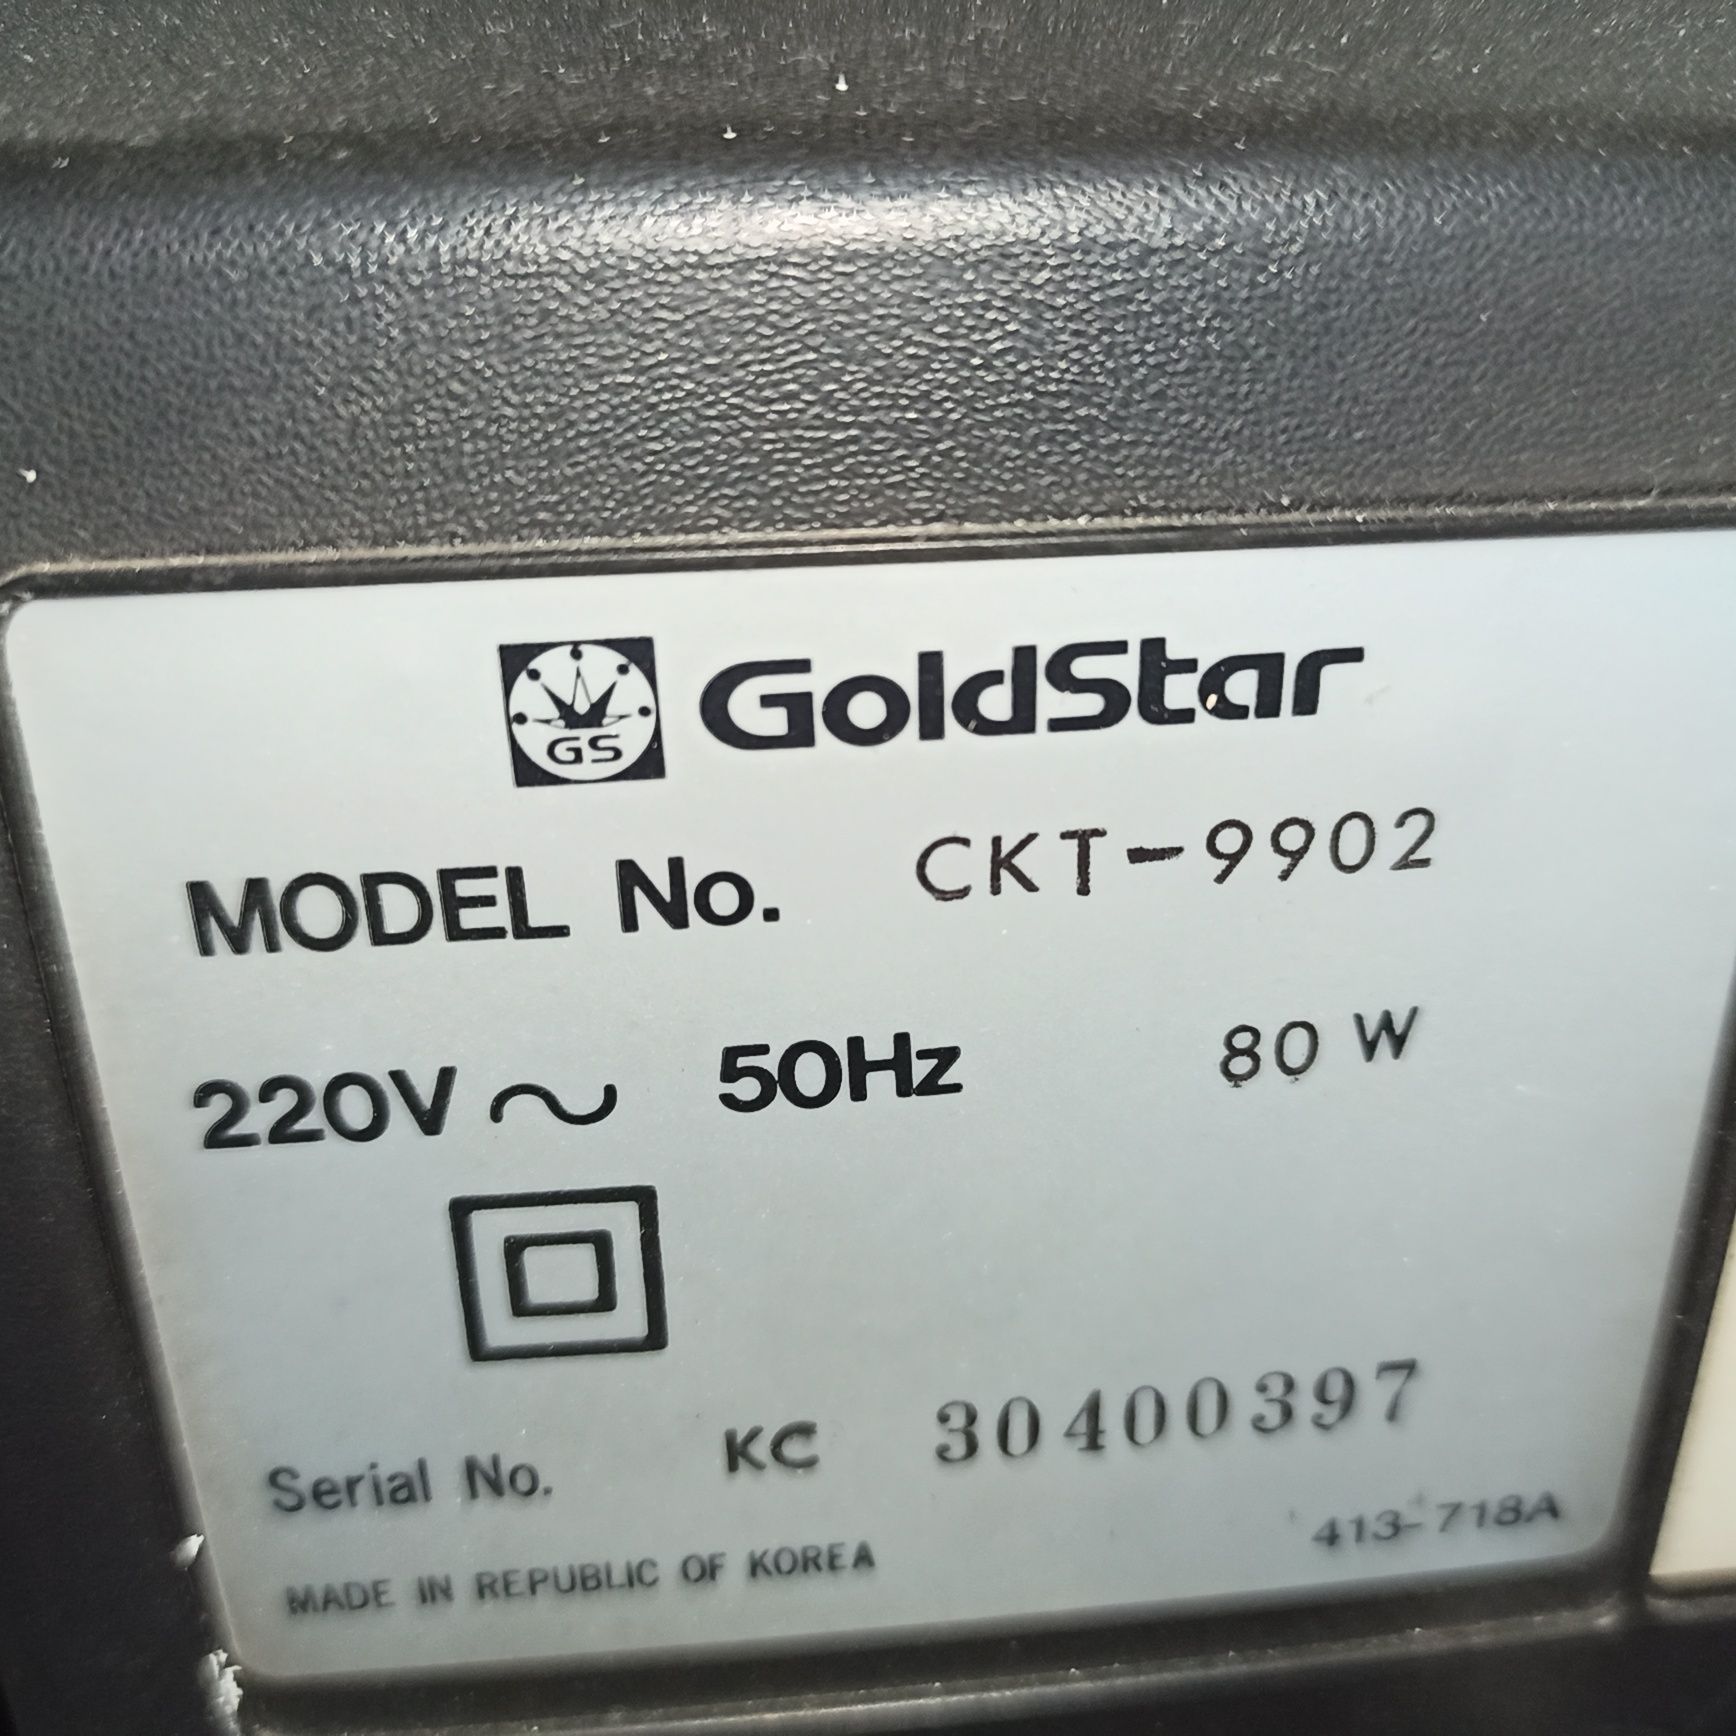 GS GoldStar
MODEL No. CKT-9902
220V ~ 50Hz 80 W
Serial No. KC 30400397
MADE IN REPUBLIC OF KOREA 413-718A